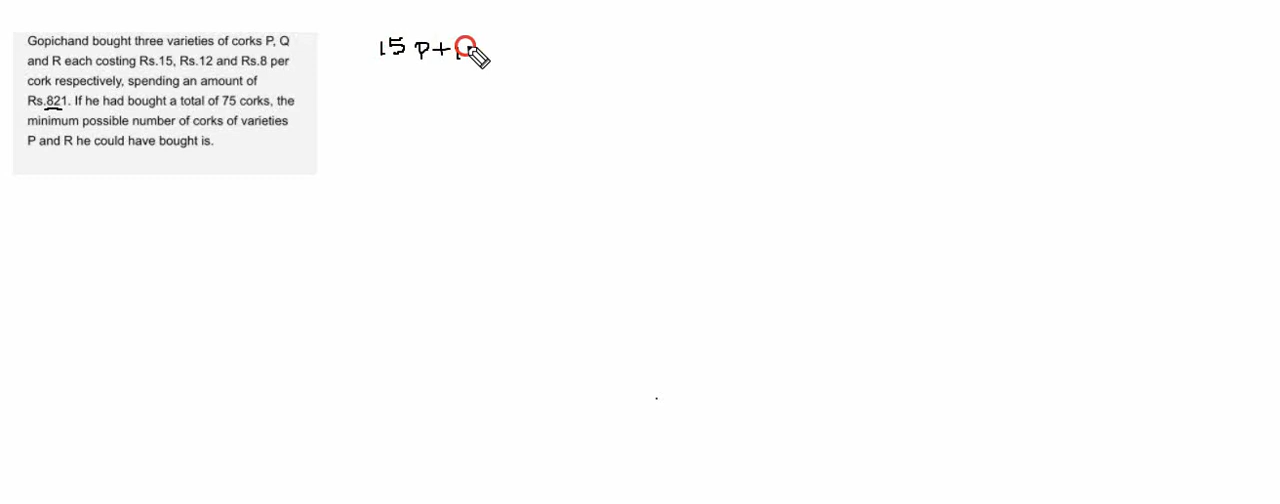 Gopichand bought three varieties of corks P, Q
and R each costing Rs.15, Rs.12 and Rs.8 per
cork respectively, spending an amount of
Rs.821. If he had bought a total of 75 corks, the
minimum possible number of corks of varieties
P and R he could have bought is.
15 P+